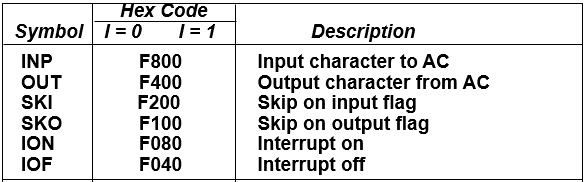 Hex Code
Symbol I = 0 I = 1 Description
INP F800 Input character to AC
OUT F400 Output character from AC
SKI F200 Skip on input flag
SKO F100 Skip on output flag
ION F080 Interrupt on
IOF F040 Interrupt off